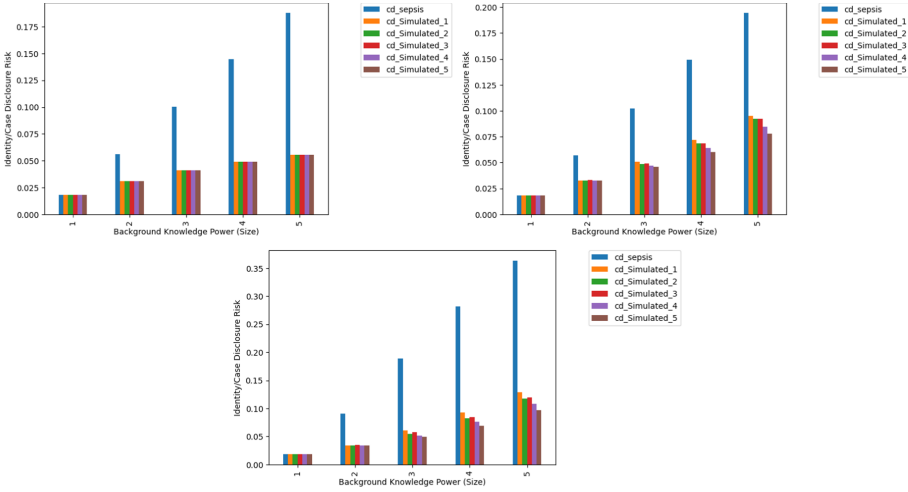 cd_sepsis
cd_Simulated_1
cd_Simulated_2
cd_Simulated_3
cd_Simulated_4
cd_Simulated_5
Identity/Case Disclosure Risk
0.175
0.150
0.125
0.100
0.075
0.050
0.025
0.000
1 2 3 4 5
Background Knowledge Power (Size)
cd_sepsis
cd_Simulated_1
cd_Simulated_2
cd_Simulated_3
cd_Simulated_4
cd_Simulated_5
Identity/Case Disclosure Risk
0.200
0.175
0.150
0.125
0.100
0.075
0.050
0.025
0.000
1 2 3 4 5
Background Knowledge Power (Size)
cd_sepsis
cd_Simulated_1
cd_Simulated_2
cd_Simulated_3
cd_Simulated_4
cd_Simulated_5
Identity/Case Disclosure Risk
0.35
0.30
0.25
0.20
0.15
0.10
0.05
0.00
1 2 3 4 5
Background Knowledge Power (Size)